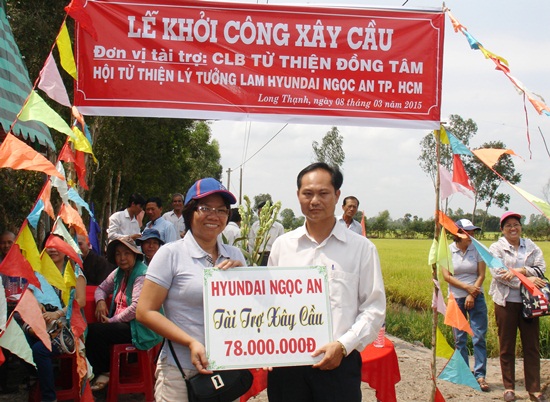 LỄ KHỞI CÔNG XÂY CẦU
Đơn vị tài trợ: CLB TỪ THIỆN ĐỒNG TÂM
HỘI TỪ THIỆN LÝ TƯỞNG LAM HYUNDAI NGỌC AN TP. HCM
Long Thạnh, ngày 08 tháng 03 năm 2015
HYUNDAI NGỌC AN
Tài Trợ Xây Cầu
78.000.000Đ